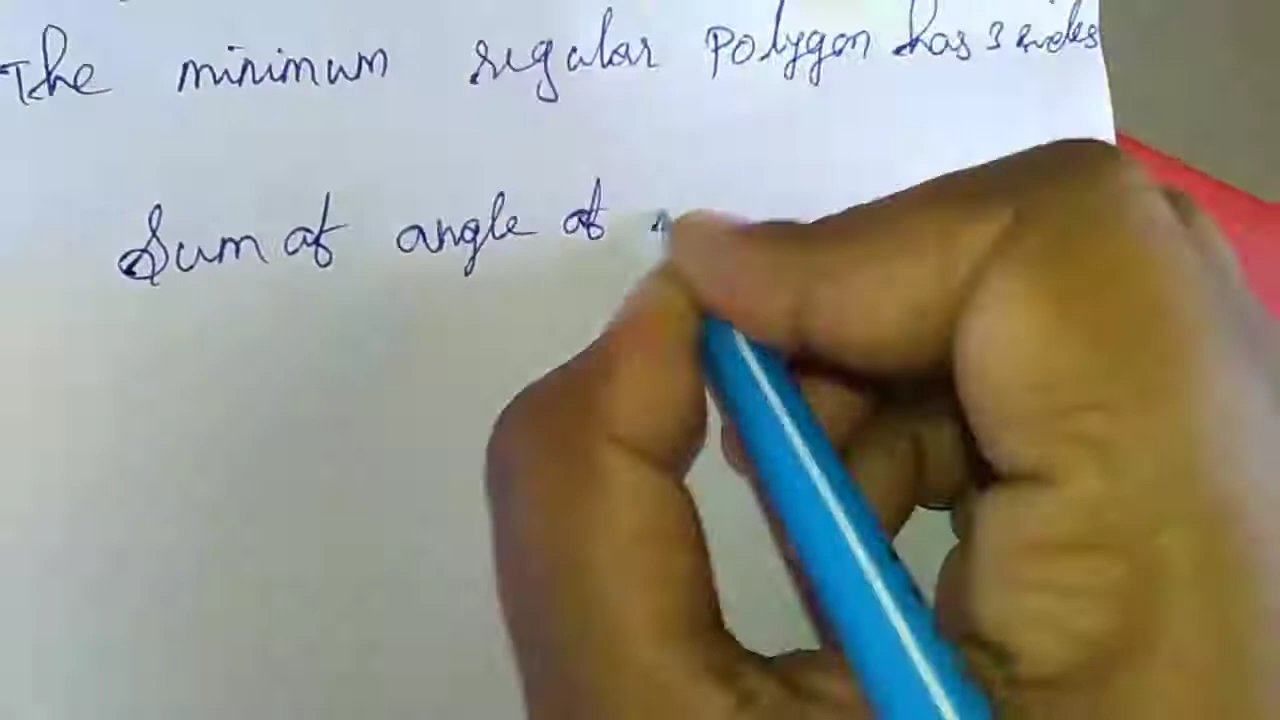 The minimum regular Polygon has 3 sides
Sum of angle of